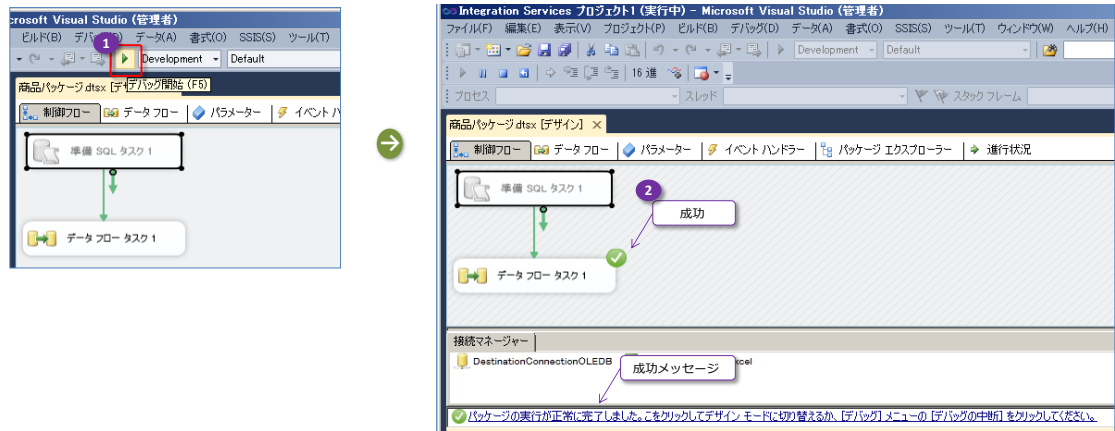 crosoft Visual Studio (管理者)
ビルド(B) デバッグ(D) データ(A) 書式(O) SSIS(S) ツール(T)
1
Development Default
商品パッケージ.dtsx [デ
デバッグ開始 (F5)
制御フロー データ フロー パラメーター イベント ハ
準備 SQL タスク 1
データ フロー タスク 1
Integration Services プロジェクト1 (実行中) - Microsoft Visual Studio (管理者)
ファイル(F) 編集(E) 表示(V) プロジェクト(P) ビルド(B) デバッグ(D) データ(A) 書式(O) SSIS(S) ツール(T) ウィンドウ(W) ヘルプ(H)
Development Default
16 進
プロセス スレッド スタック フレーム
商品パッケージ.dtsx [デザイン] ×
制御フロー データ フロー パラメーター イベント ハンドラー パッケージ エクスプローラー 進行状況
準備 SQL タスク 1
2
成功
データ フロー タスク 1
接続マネージャー
DestinationConnectionOLEDB xcel
成功メッセージ
パッケージの実行が正常に完了しました。こをクリックしてデザイン モードに切り替えるか、[デバッグ] メニューの [デバッグの中断] をクリックしてください。